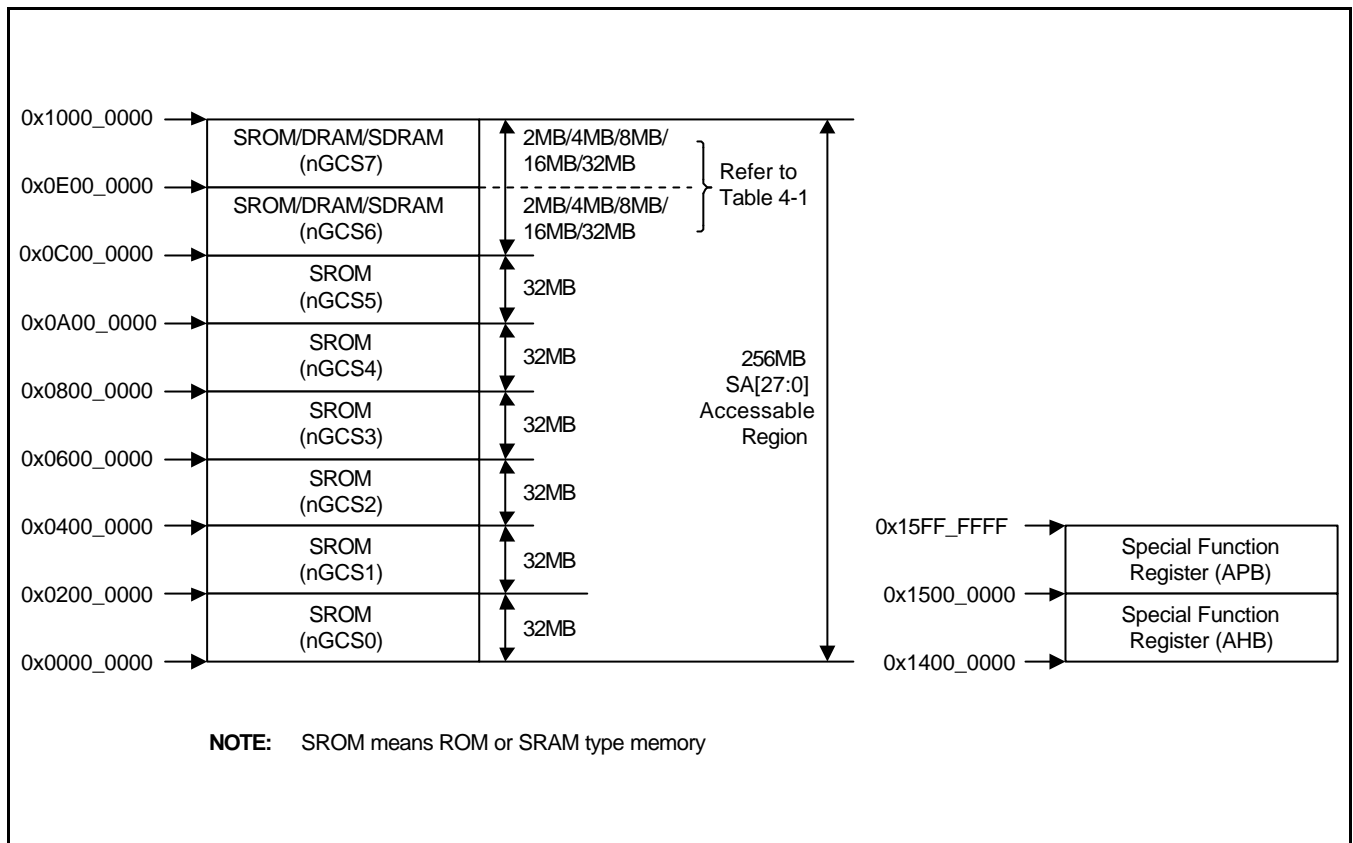 0x1000_0000
SROM/DRAM/SDRAM
(nGCS7)
2MB/4MB/8MB/
16MB/32MB
Refer to
Table 4-1
0x0E00_0000
SROM/DRAM/SDRAM
(nGCS6)
2MB/4MB/8MB/
16MB/32MB
0x0C00_0000
SROM
(nGCS5)
32MB
0x0A00_0000
SROM
(nGCS4)
32MB
0x0800_0000
SROM
(nGCS3)
32MB
0x0600_0000
SROM
(nGCS2)
32MB
0x0400_0000
SROM
(nGCS1)
32MB
0x0200_0000
SROM
(nGCS0)
32MB
0x0000_0000
256MB
SA[27:0]
Accessable
Region
0x15FF_FFFF
Special Function
Register (APB)
0x1500_0000
Special Function
Register (AHB)
0x1400_0000
NOTE: SROM means ROM or SRAM type memory